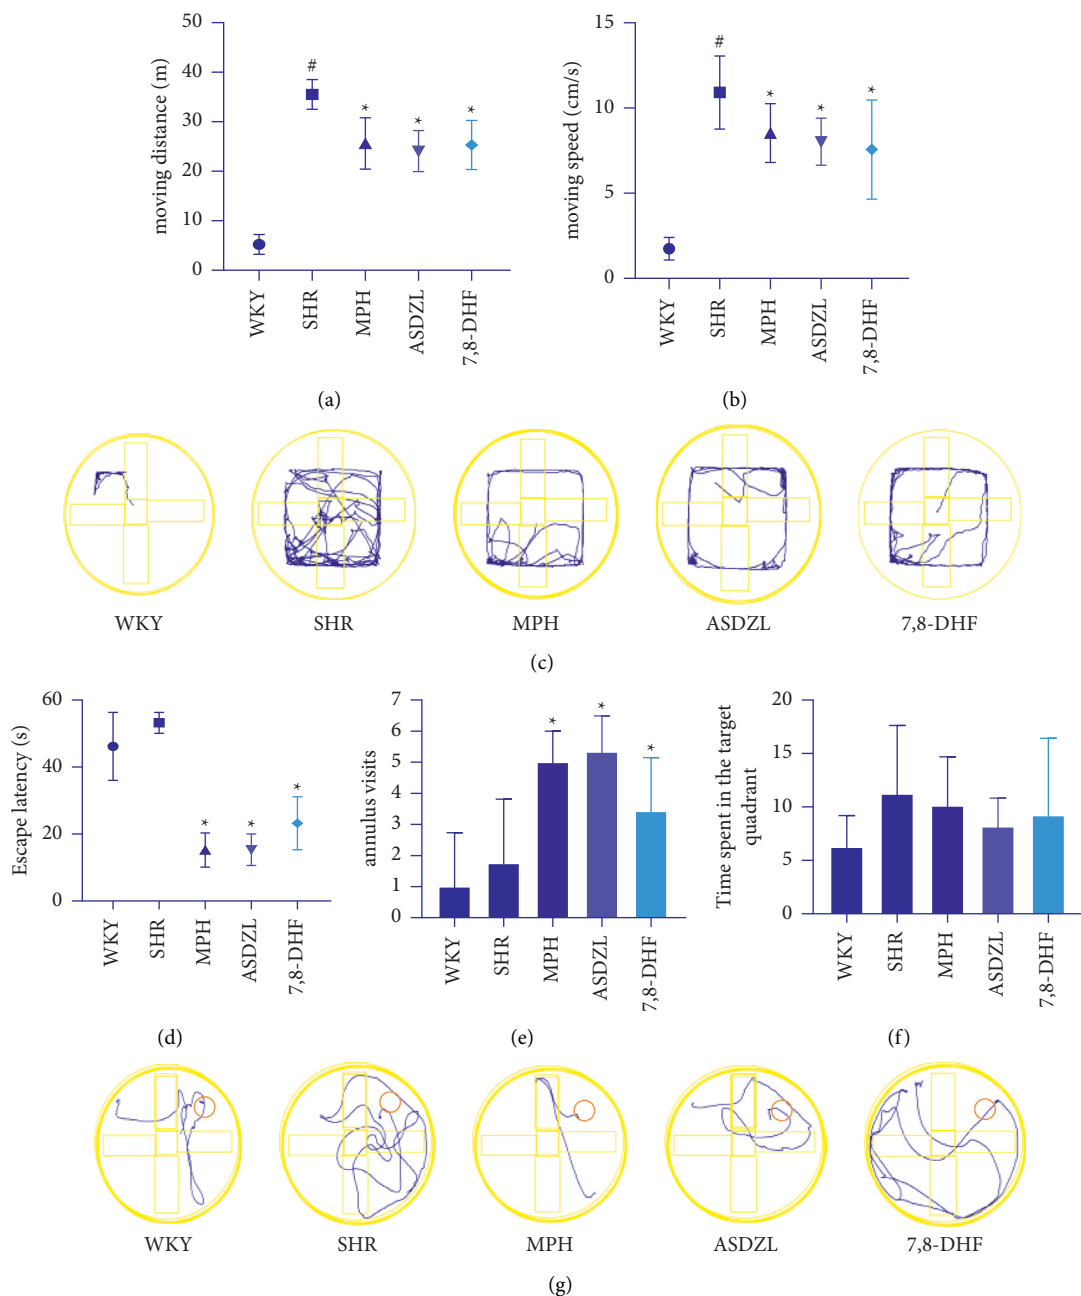 moving distance (m)
50
40
30
20
10
0
#
*
*
*
WKY
SHR
MPH
ASDZL
7,8-DHF
(a)
moving speed (cm/s)
15
10
5
0
#
*
*
*
WKY
SHR
MPH
ASDZL
7,8-DHF
(b)
WKY
SHR
MPH
ASDZL
7,8-DHF
(c)
Escape latency (s)
60
40
20
0
*
*
*
WKY
SHR
MPH
ASDZL
7,8-DHF
(d)
annulus visits
7
6
5
4
3
2
1
0
*
*
*
WKY
SHR
MPH
ASDZL
7,8-DHF
(e)
Time spent in the target
quadrant
20
15
10
5
0
WKY
SHR
MPH
ASDZL
7,8-DHF
(f)
WKY
SHR
MPH
ASDZL
7,8-DHF
(g)